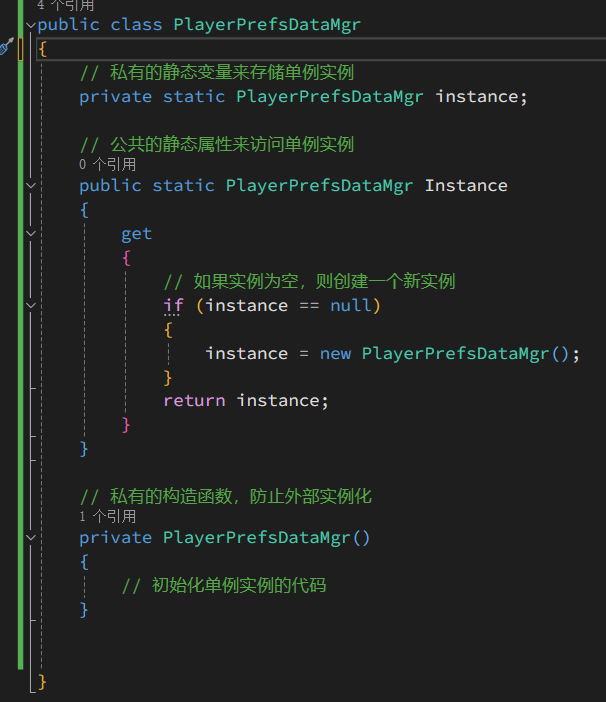 4 个引用
public class PlayerPrefsDataMgr
{
// 私有的静态变量来存储单例实例
private static PlayerPrefsDataMgr instance;
// 公共的静态属性来访问单例实例
0 个引用
public static PlayerPrefsDataMgr Instance
{
get
{
// 如果实例为空，则创建一个新实例
if (instance == null)
{
instance = new PlayerPrefsDataMgr();
}
return instance;
}
}
// 私有的构造函数，防止外部实例化
1 个引用
private PlayerPrefsDataMgr()
{
// 初始化单例实例的代码
}
}